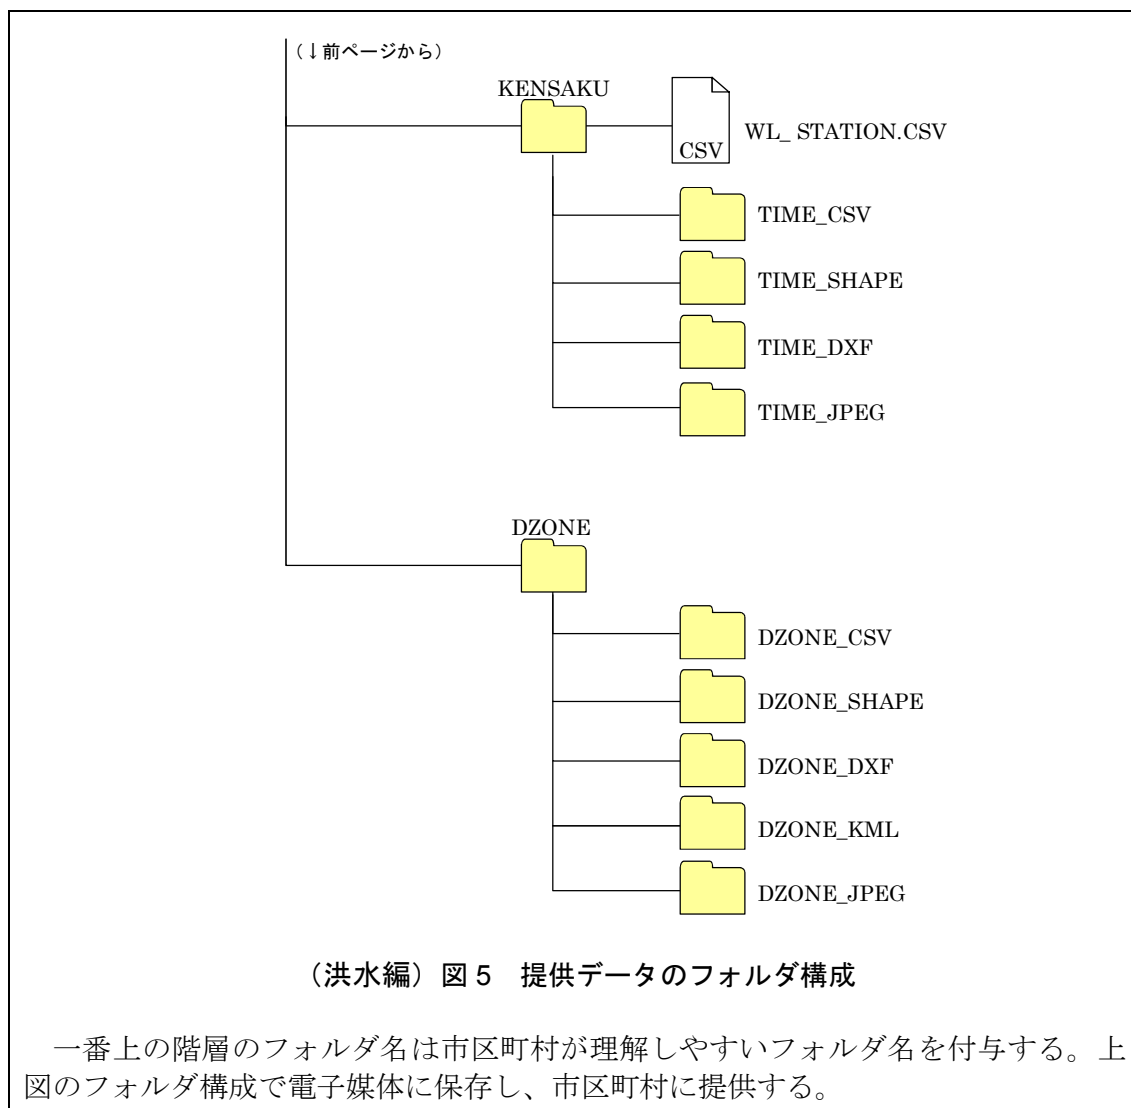 （↓前ページから）
KENSAKU
CSV
WL_ STATION.CSV
TIME_CSV
TIME_SHAPE
TIME_DXF
TIME_JPEG
DZONE
DZONE_CSV
DZONE_SHAPE
DZONE_DXF
DZONE_KML
DZONE_JPEG
（洪水編）図 5　提供データのフォルダ構成
一番上の階層のフォルダ名は市区町村が理解しやすいフォルダ名を付与する。上
図のフォルダ構成で電子媒体に保存し、市区町村に提供する。